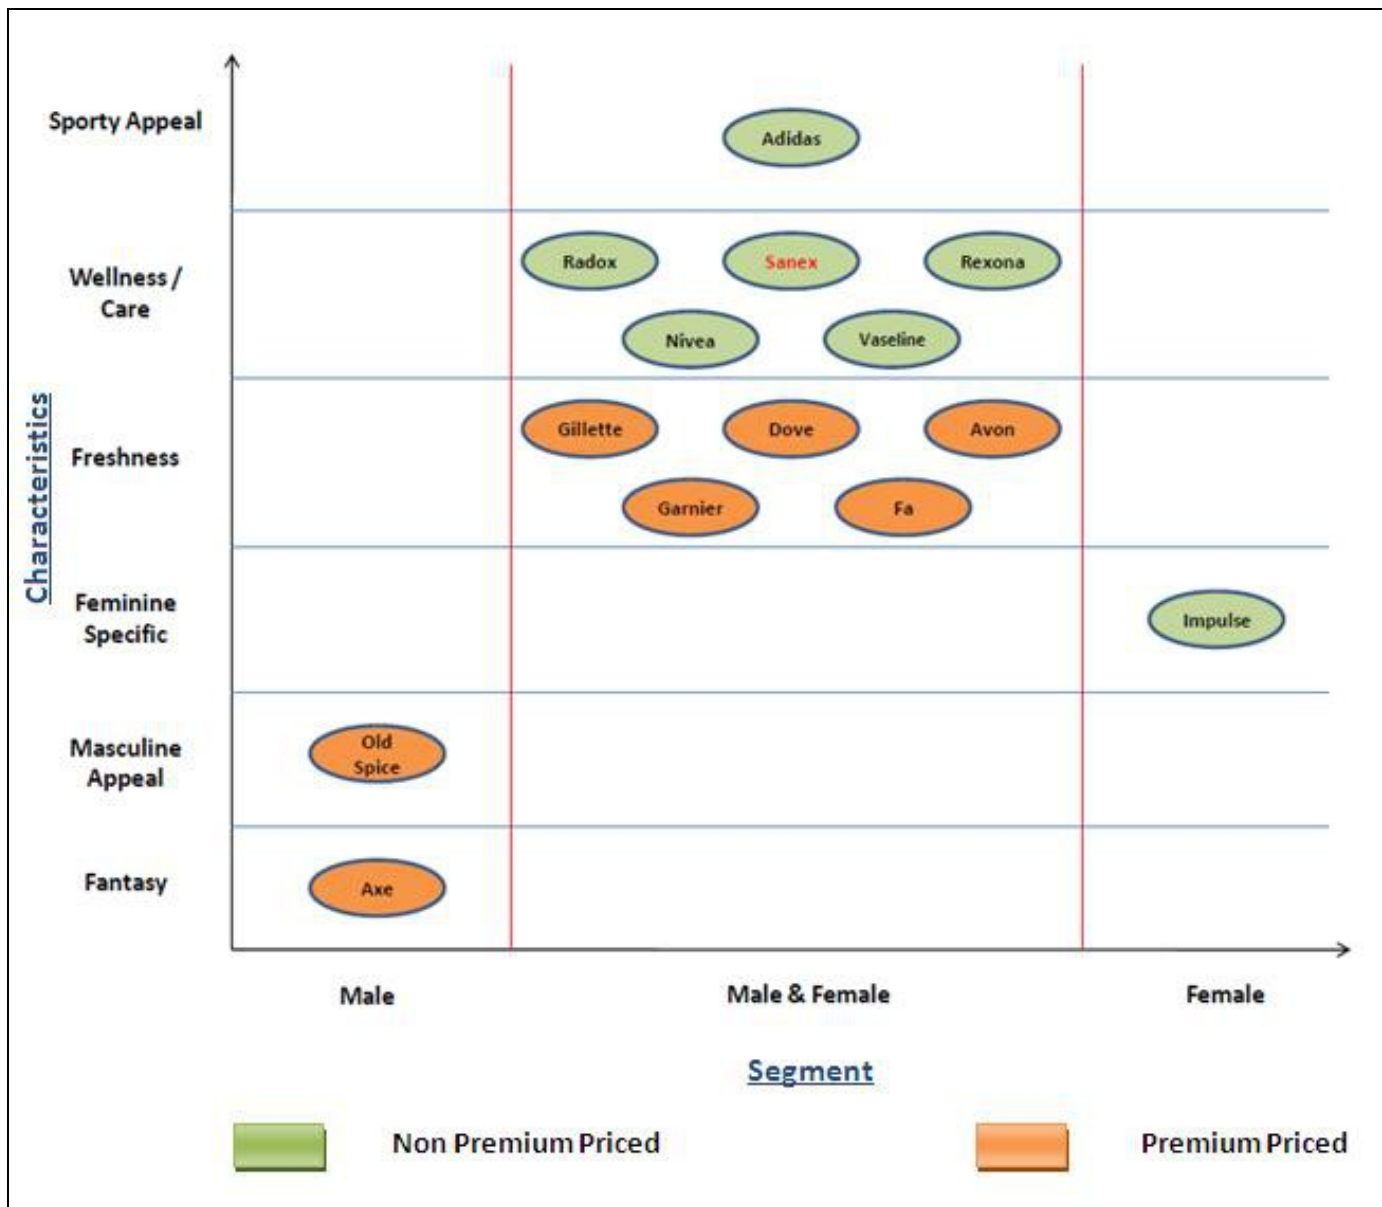 Sporty Appeal
Adidas
Wellness /
Care
Radox
Sanex
Rexona
Nivea
Vaseline
Characteristics
Freshness
Gillette
Dove
Avon
Garnier
Fa
Feminine
Specific
Impulse
Masculine
Appeal
Old
Spice
Fantasy
Axe
Male
Male & Female
Female
Segment
Non Premium Priced
Premium Priced